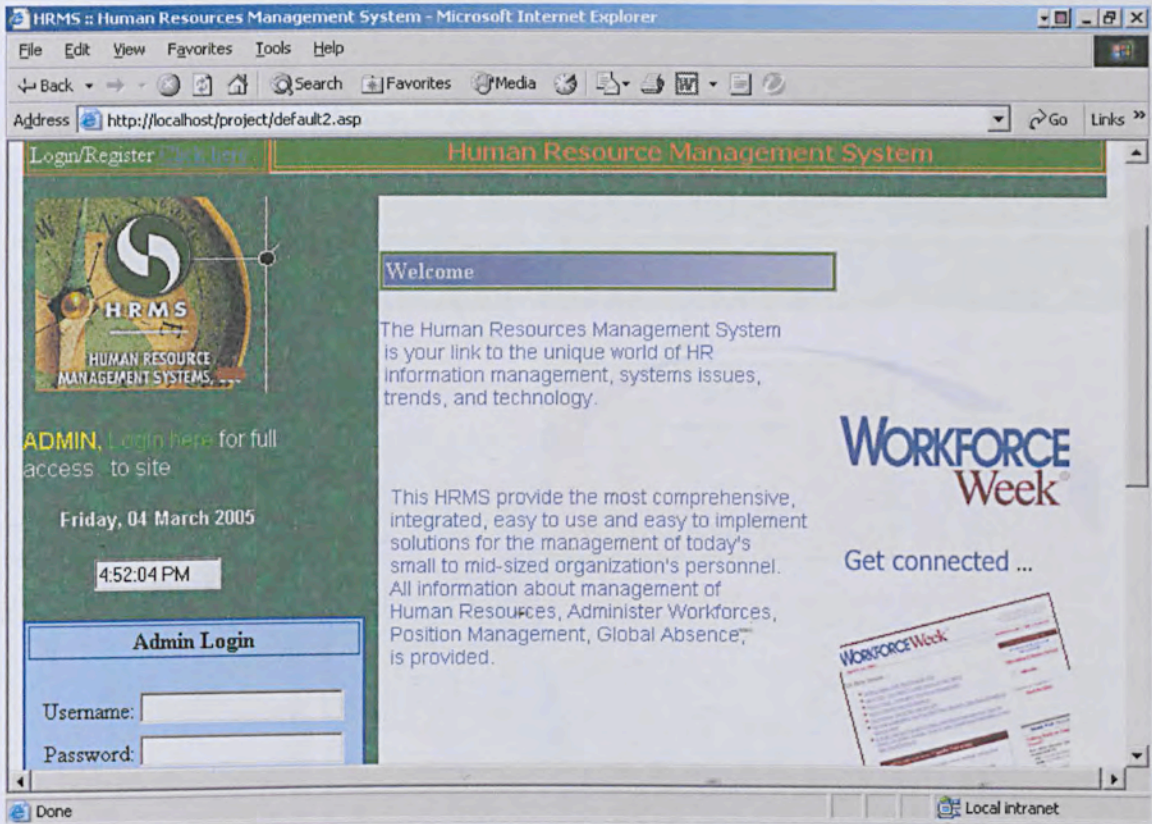 HRMS :: Human Resources Management System - Microsoft Internet Explorer
File Edit View Favorites Tools Help
Back Search Favorites Media
Address http://localhost/project/default2.asp Go Links »
Login/Register Click here
Human Resource Management System
HRMS
HUMAN RESOURCE
MANAGEMENT SYSTEMS,
ADMIN, Login here for full
access to site
Friday, 04 March 2005
4:52:04 PM
Admin Login
Username:
Password:
Welcome
The Human Resources Management System
is your link to the unique world of HR
information management, systems issues,
trends, and technology.
This HRMS provide the most comprehensive,
integrated, easy to use and easy to implement
solutions for the management of today's
small to mid-sized organization's personnel.
All information about management of
Human Resources, Administer Workforces,
Position Management, Global Absence,
is provided.
WORKFORCE
Week
Get connected ...
WORKFORCE Week
Done
Local intranet